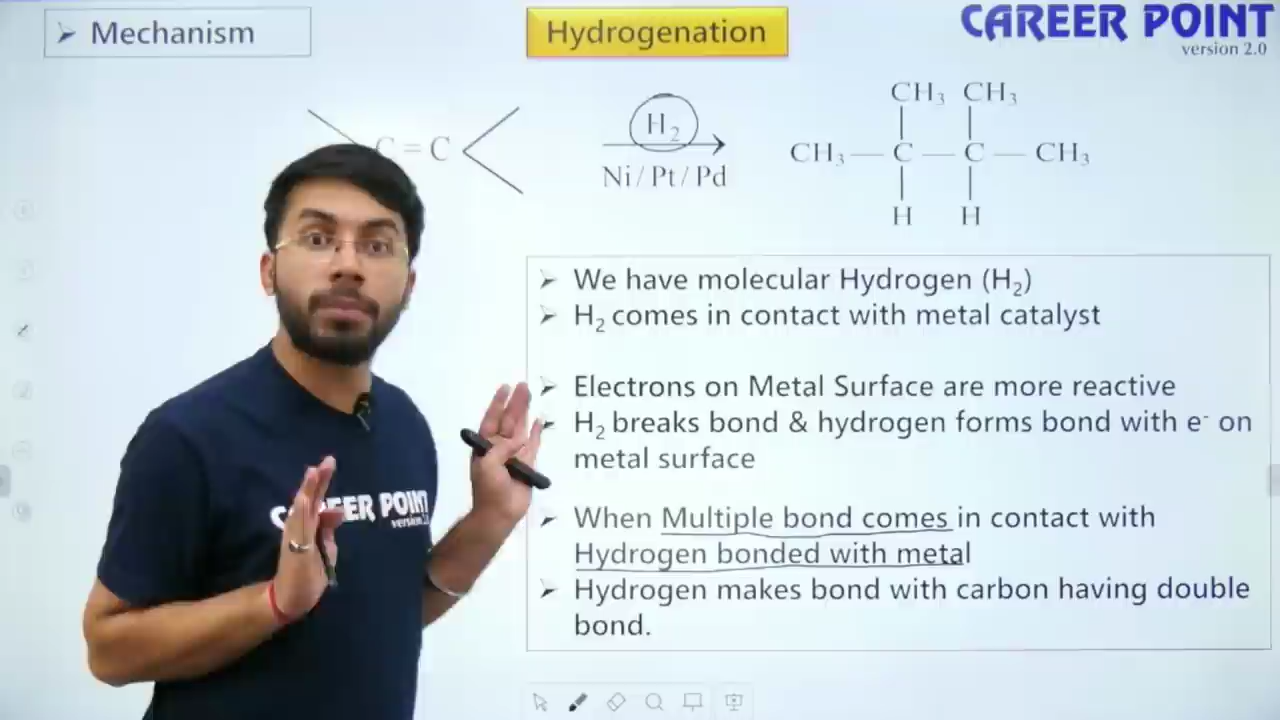 ➢ Mechanism
Hydrogenation
CAREER POINT
version 2.0
C = C
H₂
Ni / Pt / Pd
CH₃ CH₃
CH₃ — C — C — CH₃
H H
➢ We have molecular Hydrogen (H₂)
➢ H₂ comes in contact with metal catalyst
➢ Electrons on Metal Surface are more reactive
➢ H₂ breaks bond & hydrogen forms bond with e⁻ on
metal surface
➢ When Multiple bond comes in contact with
Hydrogen bonded with metal
➢ Hydrogen makes bond with carbon having double
bond.
CAREER POINT